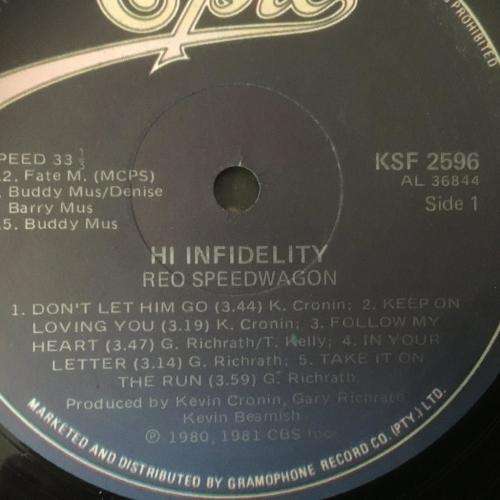 Epic
PROHIBITED
PEED 33 1/3
.2. Fate M. (MCPS)
. Buddy Mus/Denise
Barry Mus
.5. Buddy Mus
KSF 2596
AL 36844
Side 1
HI INFIDELITY
REO SPEEDWAGON
1. DON'T LET HIM GO (3.44) K. Cronin; 2. KEEP ON
LOVING YOU (3.19) K. Cronin; 3. FOLLOW MY
HEART (3.47) G. Richrath/T. Kelly; 4. IN YOUR
LETTER (3.14) G. Richrath; 5. TAKE IT ON
THE RUN (3.59) G. Richrath
Produced by Kevin Cronin, Gary Richrath
Kevin Beamish
℗ 1980, 1981 CBS Inc.
MARKETED AND DISTRIBUTED BY GRAMOPHONE RECORD CO. (PTY.) LTD.